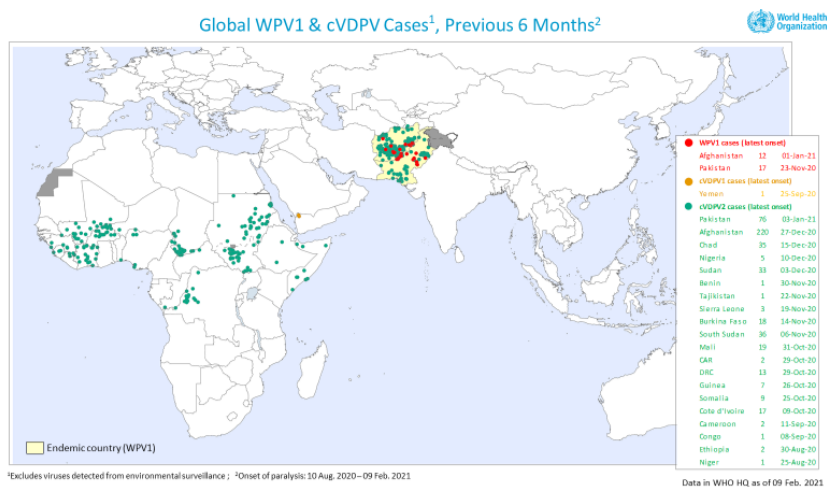 Global WPV1 & cVDPV Cases¹, Previous 6 Months²
World Health
Organization
WPV1 cases (latest onset)
Afghanistan 12 01-Jan-21
Pakistan 17 23-Nov-20
cVDPV1 cases (latest onset)
Yemen 1 25-Sep-20
cVDPV2 cases (latest onset)
Pakistan 76 03-Jan-21
Afghanistan 220 27-Dec-20
Chad 35 15-Dec-20
Nigeria 5 10-Dec-20
Sudan 33 03-Dec-20
Benin 1 30-Nov-20
Tajikistan 1 22-Nov-20
Sierra Leone 3 19-Nov-20
Burkina Faso 18 14-Nov-20
South Sudan 36 06-Nov-20
Mali 19 31-Oct-20
CAR 2 29-Oct-20
DRC 13 29-Oct-20
Guinea 7 26-Oct-20
Somalia 9 25-Oct-20
Cote d'Ivoire 17 09-Oct-20
Cameroon 2 11-Sep-20
Congo 1 08-Sep-20
Ethiopia 2 30-Aug-20
Niger 1 25-Aug-20
Endemic country (WPV1)
¹Excludes viruses detected from environmental surveillance ; ²Onset of paralysis: 10 Aug. 2020 – 09 Feb. 2021
Data in WHO HQ as of 09 Feb. 2021